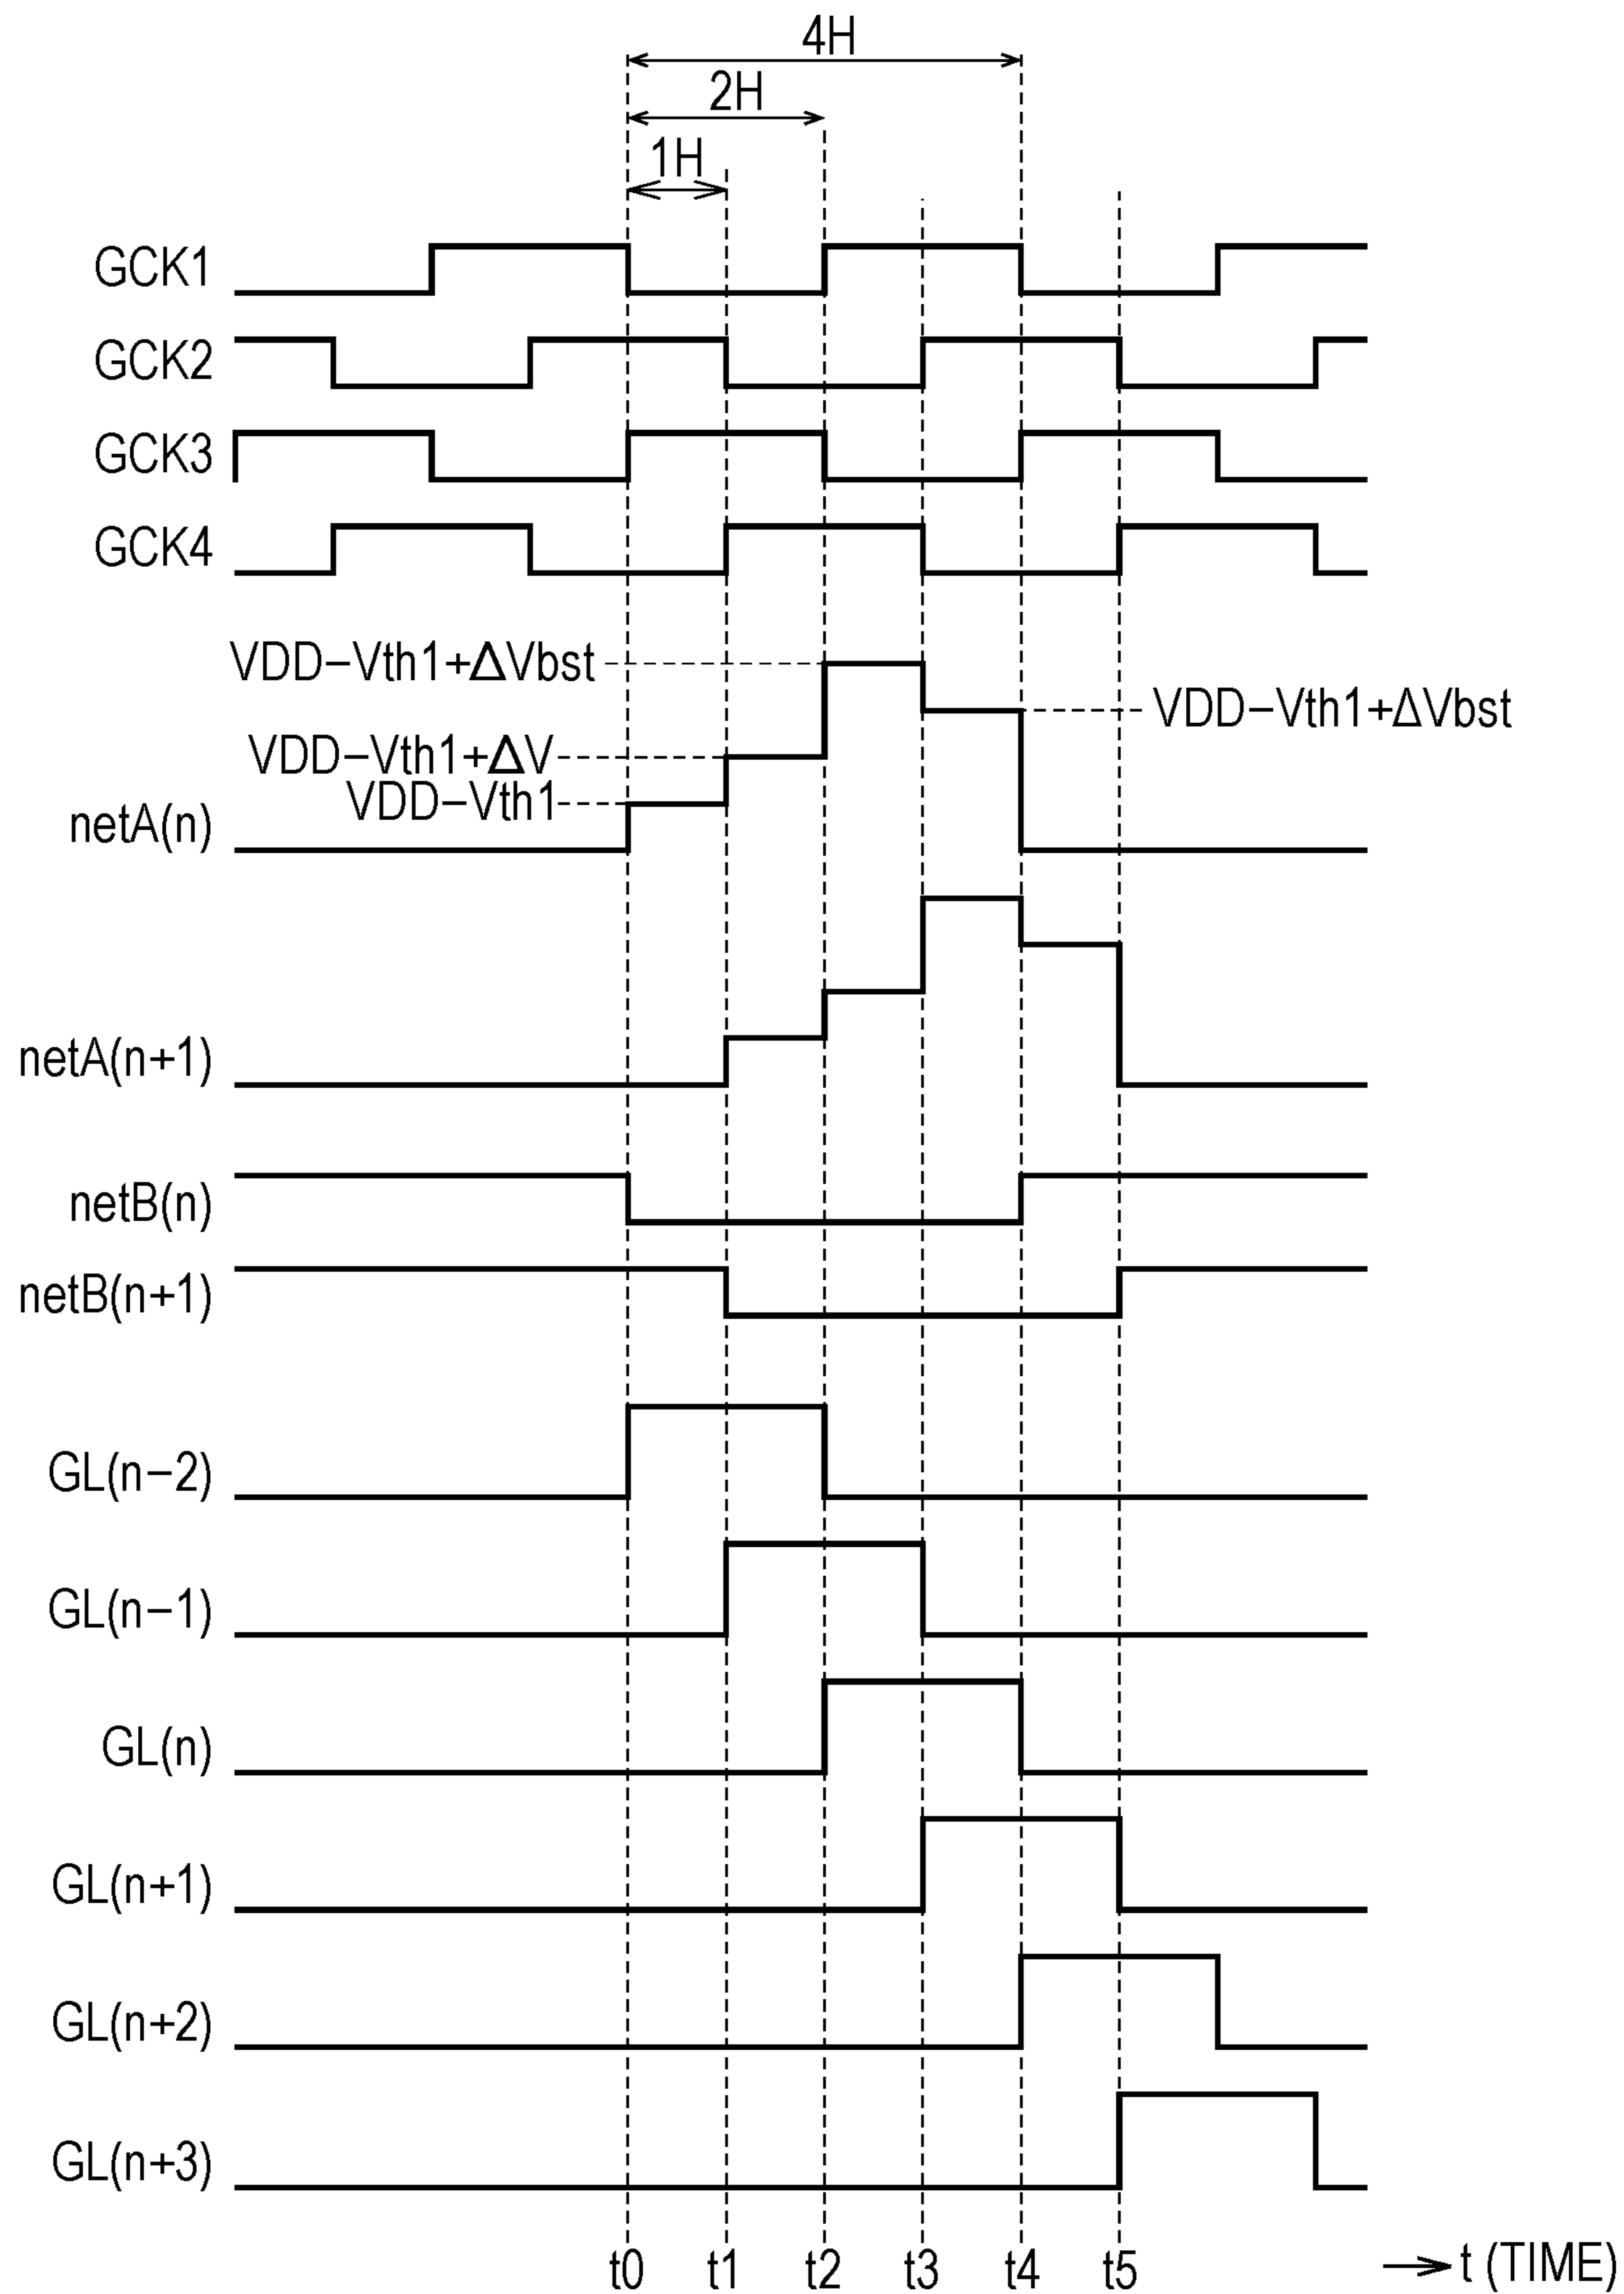 4H
2H
1H
GCK1
GCK2
GCK3
GCK4
VDD−Vth1+ΔVbst
VDD−Vth1+ΔVbst
VDD−Vth1+ΔV
VDD−Vth1
netA(n)
netA(n+1)
netB(n)
netB(n+1)
GL(n−2)
GL(n−1)
GL(n)
GL(n+1)
GL(n+2)
GL(n+3)
t0 t1 t2 t3 t4 t5 t (TIME)